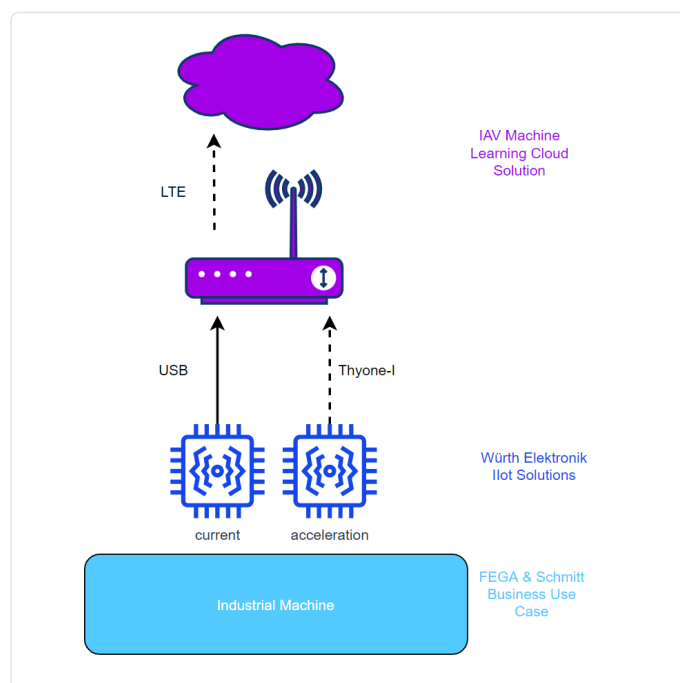 IAV Machine
Learning Cloud
Solution
LTE
USB
Thyone-I
Würth Elektronik
IIot Solutions
current
acceleration
Industrial Machine
FEGA & Schmitt
Business Use
Case